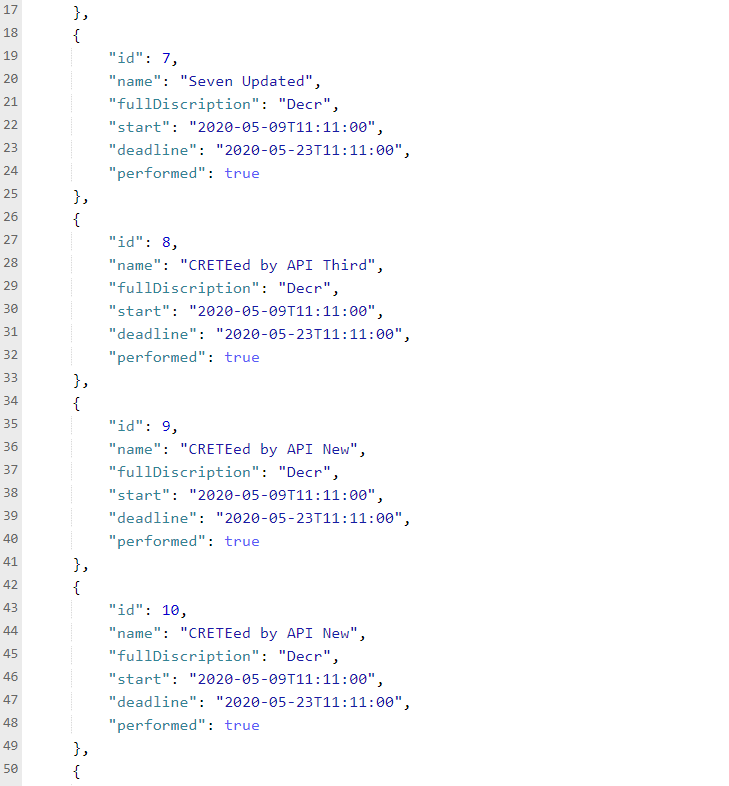 17 },
18 {
19 "id": 7,
20 "name": "Seven Updated",
21 "fullDiscription": "Decr",
22 "start": "2020-05-09T11:11:00",
23 "deadline": "2020-05-23T11:11:00",
24 "performed": true
25 },
26 {
27 "id": 8,
28 "name": "CRETEed by API Third",
29 "fullDiscription": "Decr",
30 "start": "2020-05-09T11:11:00",
31 "deadline": "2020-05-23T11:11:00",
32 "performed": true
33 },
34 {
35 "id": 9,
36 "name": "CRETEed by API New",
37 "fullDiscription": "Decr",
38 "start": "2020-05-09T11:11:00",
39 "deadline": "2020-05-23T11:11:00",
40 "performed": true
41 },
42 {
43 "id": 10,
44 "name": "CRETEed by API New",
45 "fullDiscription": "Decr",
46 "start": "2020-05-09T11:11:00",
47 "deadline": "2020-05-23T11:11:00",
48 "performed": true
49 },
50 {